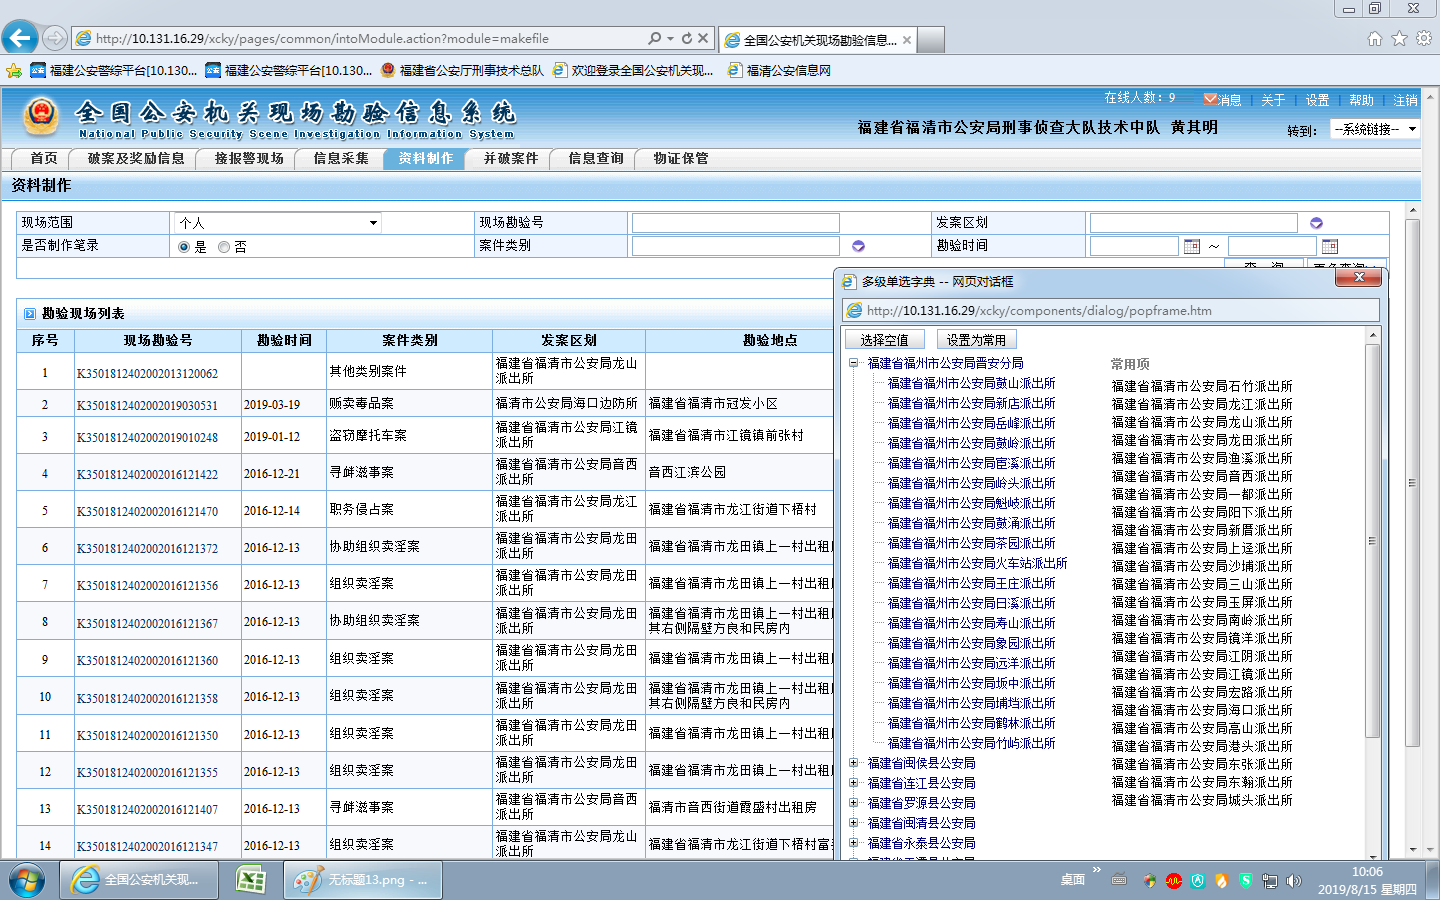 http://10.131.16.29/xcky/pages/common/intoModule.action?module=makefile
全国公安机关现场勘验信息...
福建公安警综平台[10.130...
福建公安警综平台[10.130...
福建省公安厅刑事技术总队
欢迎登录全国公安机关现...
福清公安信息网
全国公安机关现场勘验信息系统
National Public Security Scene Investigation Information System
在线人数：9
消息 关于 设置 帮助 注销
福建省福清市公安局刑事侦查大队技术中队 黄其明
转到： --系统链接--
首页 破案及奖励信息 接报警现场 信息采集 资料制作 并破案件 信息查询 物证保管
资料制作
现场范围 个人 现场勘验号 发案区划
是否制作笔录 是 否 案件类别 勘验时间 ~
勘验现场列表
序号 现场勘验号 勘验时间 案件类别 发案区划 勘验地点
1 K3501812402002013120062 其他类别案件 福建省福清市公安局龙山派出所
2 K3501812402002019030531 2019-03-19 贩卖毒品案 福清市公安局海口边防所 福建省福清市冠发小区
3 K3501812402002019010248 2019-01-12 盗窃摩托车案 福建省福清市公安局江镜派出所 福建省福清市江镜镇前张村
4 K3501812402002016121422 2016-12-21 寻衅滋事案 福建省福清市公安局音西派出所 音西江滨公园
5 K3501812402002016121470 2016-12-14 职务侵占案 福建省福清市公安局龙江派出所 福建省福清市龙江街道下梧村
6 K3501812402002016121372 2016-12-13 协助组织卖淫案 福建省福清市公安局龙田派出所 福建省福清市龙田镇上一村出租
7 K3501812402002016121356 2016-12-13 组织卖淫案 福建省福清市公安局龙田派出所 福建省福清市龙田镇上一村出租
8 K3501812402002016121367 2016-12-13 协助组织卖淫案 福建省福清市公安局龙田派出所 福建省福清市龙田镇上一村出租其右侧隔壁方良和民房内
9 K3501812402002016121360 2016-12-13 组织卖淫案 福建省福清市公安局龙田派出所 福建省福清市龙田镇上一村出租
10 K3501812402002016121358 2016-12-13 组织卖淫案 福建省福清市公安局龙田派出所 福建省福清市龙田镇上一村出租其右侧隔壁方良和民房内
11 K3501812402002016121350 2016-12-13 组织卖淫案 福建省福清市公安局龙田派出所 福建省福清市龙田镇上一村出租
12 K3501812402002016121355 2016-12-13 组织卖淫案 福建省福清市公安局龙田派出所 福建省福清市龙田镇上一村出租
13 K3501812402002016121407 2016-12-13 寻衅滋事案 福建省福清市公安局音西派出所 福清市音西街道霞盛村出租房
14 K3501812402002016121347 2016-12-13 组织卖淫案 福建省福清市公安局龙山派出所 福建省福清市龙江街道下梧村富
多级单选字典 -- 网页对话框
http://10.131.16.29/xcky/components/dialog/popframe.htm
选择空值 设置为常用
福建省福州市公安局晋安分局
福建省福州市公安局鼓山派出所
福建省福州市公安局新店派出所
福建省福州市公安局岳峰派出所
福建省福州市公安局鼓岭派出所
福建省福州市公安局宦溪派出所
福建省福州市公安局岭头派出所
福建省福州市公安局魁岐派出所
福建省福州市公安局鼓涌派出所
福建省福州市公安局茶园派出所
福建省福州市公安局火车站派出所
福建省福州市公安局王庄派出所
福建省福州市公安局日溪派出所
福建省福州市公安局寿山派出所
福建省福州市公安局象园派出所
福建省福州市公安局远洋派出所
福建省福州市公安局坂中派出所
福建省福州市公安局埔垱派出所
福建省福州市公安局鹤林派出所
福建省福州市公安局竹屿派出所
福建省闽侯县公安局
福建省连江县公安局
福建省罗源县公安局
福建省闽清县公安局
福建省永泰县公安局
常用项
福建省福清市公安局石竹派出所
福建省福清市公安局龙江派出所
福建省福清市公安局龙山派出所
福建省福清市公安局龙田派出所
福建省福清市公安局渔溪派出所
福建省福清市公安局音西派出所
福建省福清市公安局一都派出所
福建省福清市公安局阳下派出所
福建省福清市公安局新厝派出所
福建省福清市公安局上迳派出所
福建省福清市公安局沙埔派出所
福建省福清市公安局三山派出所
福建省福清市公安局玉屏派出所
福建省福清市公安局南岭派出所
福建省福清市公安局镜洋派出所
福建省福清市公安局江阴派出所
福建省福清市公安局江镜派出所
福建省福清市公安局宏路派出所
福建省福清市公安局海口派出所
福建省福清市公安局高山派出所
福建省福清市公安局港头派出所
福建省福清市公安局东张派出所
福建省福清市公安局东瀚派出所
福建省福清市公安局城头派出所
全国公安机关现...
无标题13.png - ...
桌面
10:06
2019/8/15 星期四